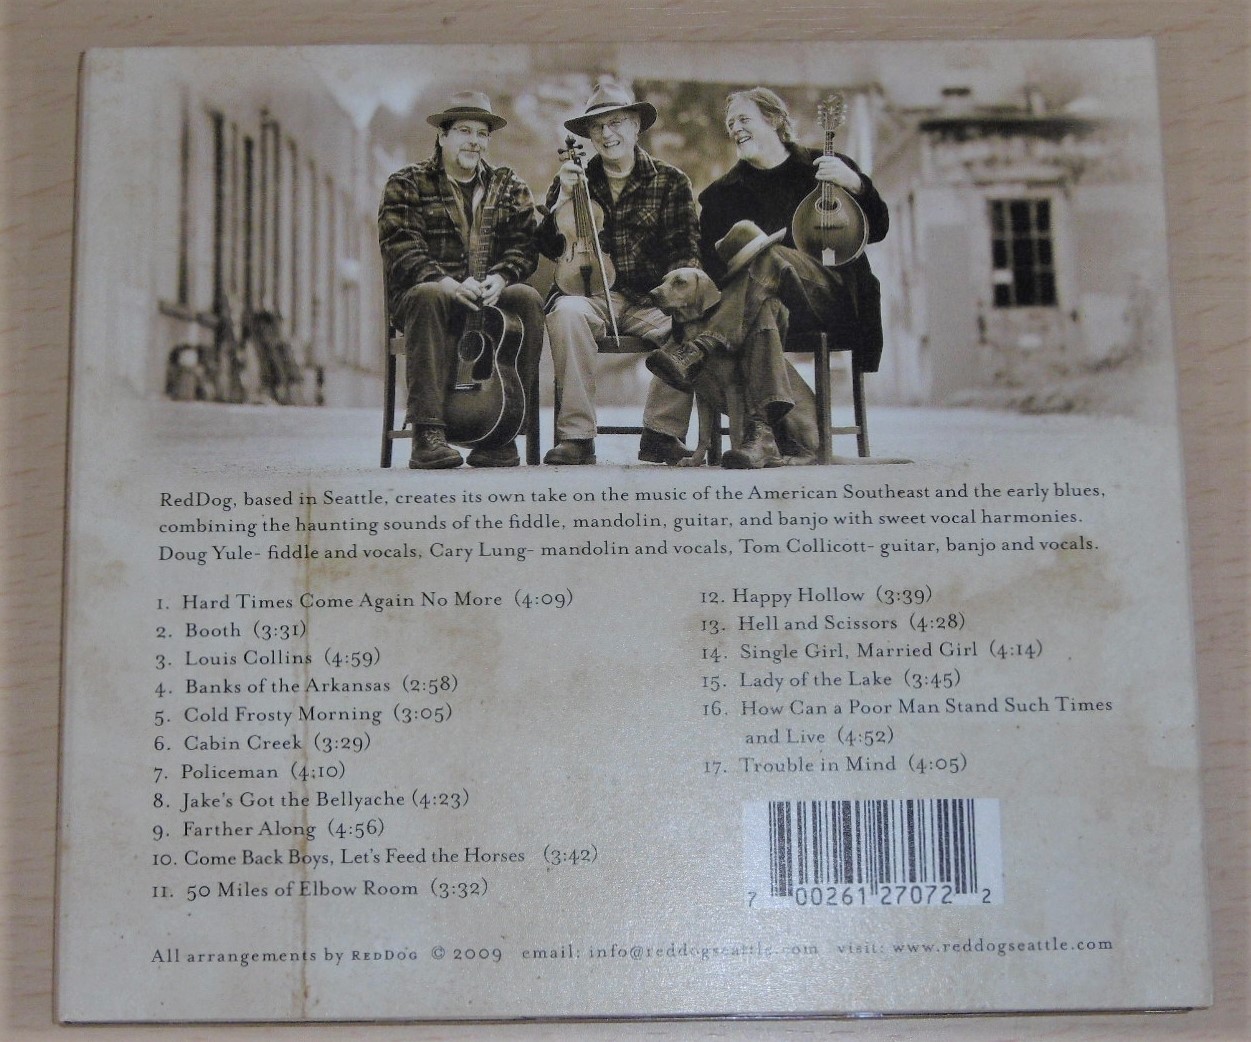 RedDog, based in Seattle, creates its own take on the music of the American Southeast and the early blues,
combining the haunting sounds of the fiddle, mandolin, guitar, and banjo with sweet vocal harmonies.
Doug Yule- fiddle and vocals, Cary Lung- mandolin and vocals, Tom Collicott- guitar, banjo and vocals.
1. Hard Times Come Again No More (4:09)
2. Booth (3:31)
3. Louis Collins (4:59)
4. Banks of the Arkansas (2:58)
5. Cold Frosty Morning (3:05)
6. Cabin Creek (3:29)
7. Policeman (4:10)
8. Jake's Got the Bellyache (4:23)
9. Farther Along (4:56)
10. Come Back Boys, Let's Feed the Horses (3:42)
11. 50 Miles of Elbow Room (3:32)
12. Happy Hollow (3:39)
13. Hell and Scissors (4:28)
14. Single Girl, Married Girl (4:14)
15. Lady of the Lake (3:45)
16. How Can a Poor Man Stand Such Times
and Live (4:52)
17. Trouble in Mind (4:05)
7 00261 27072 2
All arrangements by RedDog © 2009 email: info@reddogseattle.com visit: www.reddogseattle.com